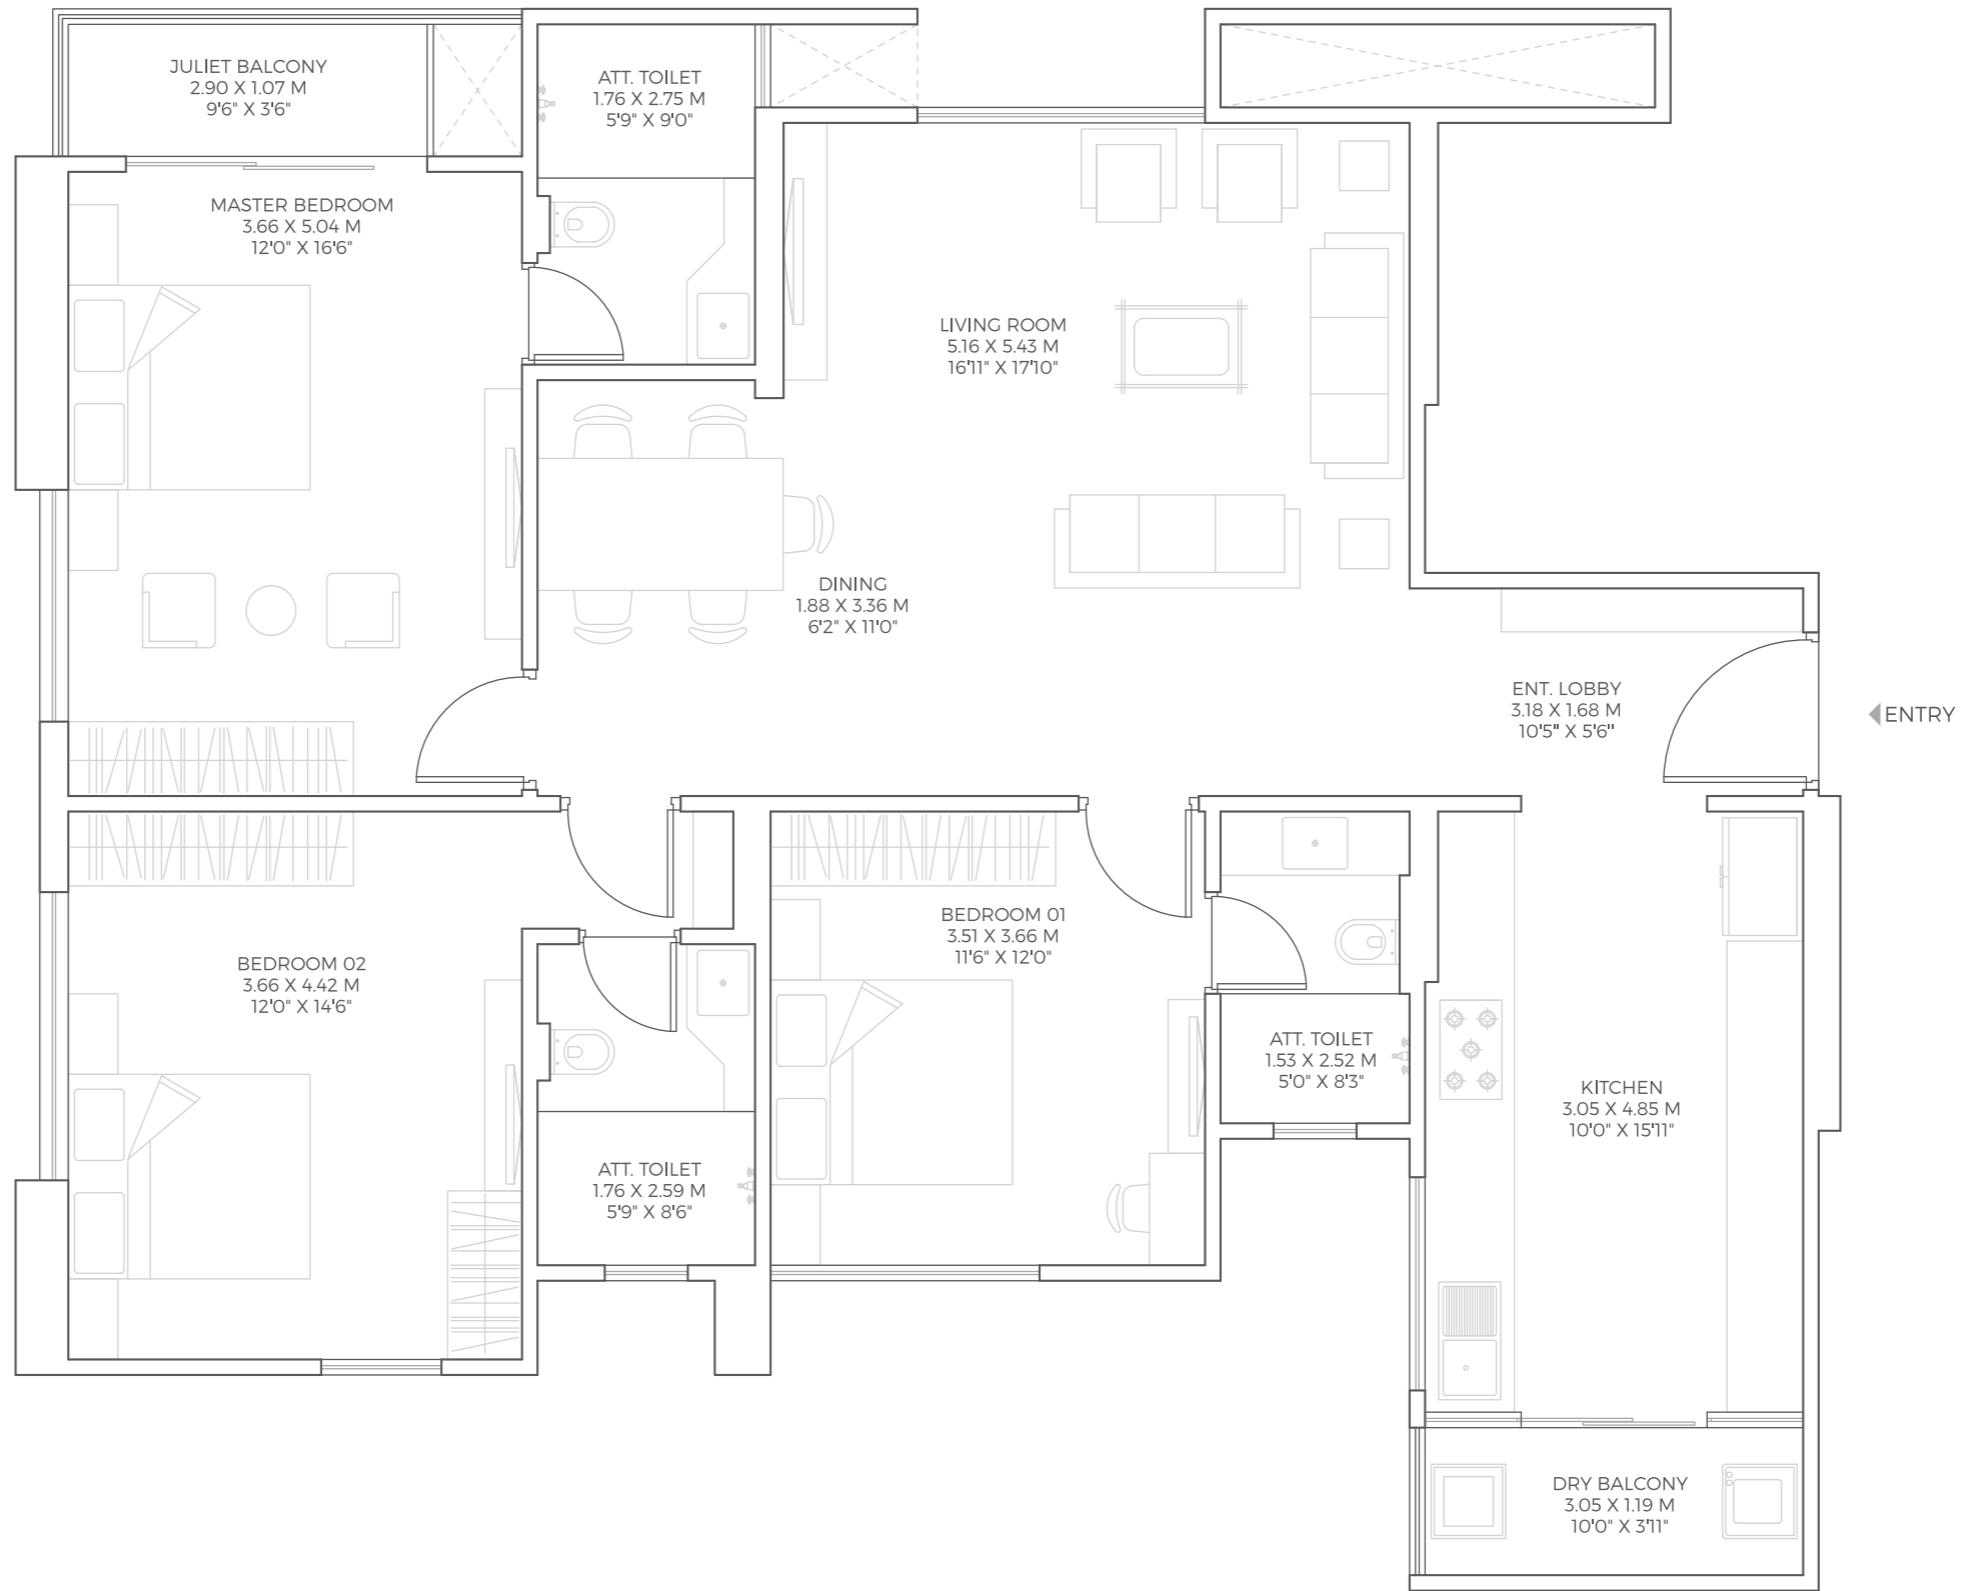 JULIET BALCONY
2.90 X 1.07 M
9'6" X 3'6"
ATT. TOILET
1.76 X 2.75 M
5'9" X 9'0"
MASTER BEDROOM
3.66 X 5.04 M
12'0" X 16'6"
LIVING ROOM
5.16 X 5.43 M
16'11" X 17'10"
DINING
1.88 X 3.36 M
6'2" X 11'0"
ENT. LOBBY
3.18 X 1.68 M
10'5" X 5'6"
ENTRY
BEDROOM 02
3.66 X 4.42 M
12'0" X 14'6"
BEDROOM 01
3.51 X 3.66 M
11'6" X 12'0"
ATT. TOILET
1.53 X 2.52 M
5'0" X 8'3"
KITCHEN
3.05 X 4.85 M
10'0" X 15'11"
ATT. TOILET
1.76 X 2.59 M
5'9" X 8'6"
DRY BALCONY
3.05 X 1.19 M
10'0" X 3'11"